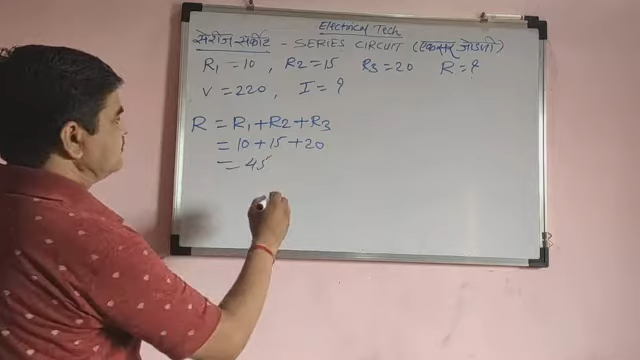 Electrical Tech
सेरीज सर्कीट - SERIES CIRCUIT (एकसर जोडणी)
R1 = 10 , R2 = 15 R3 = 20 R = ?
V = 220 , I = ?
R = R1 + R2 + R3
= 10 + 15 + 20
= 45